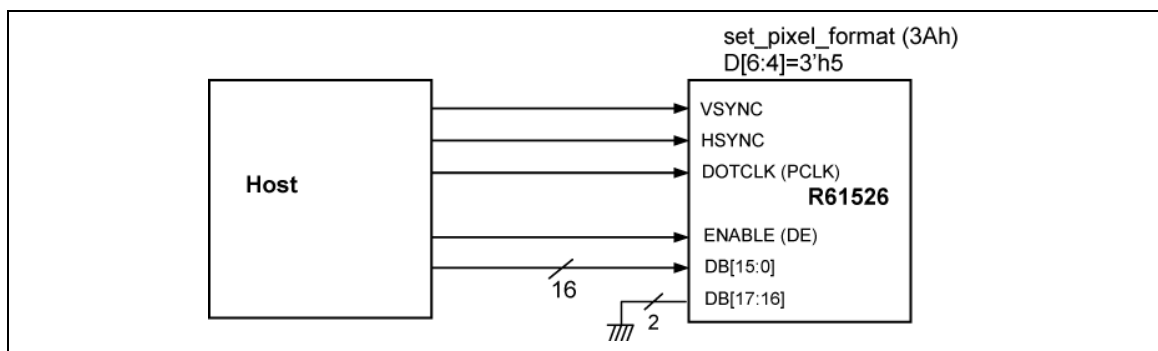 set_pixel_format (3Ah)
D[6:4]=3'h5
Host
VSYNC
HSYNC
DOTCLK (PCLK)
R61526
ENABLE (DE)
DB[15:0]
16
DB[17:16]
2